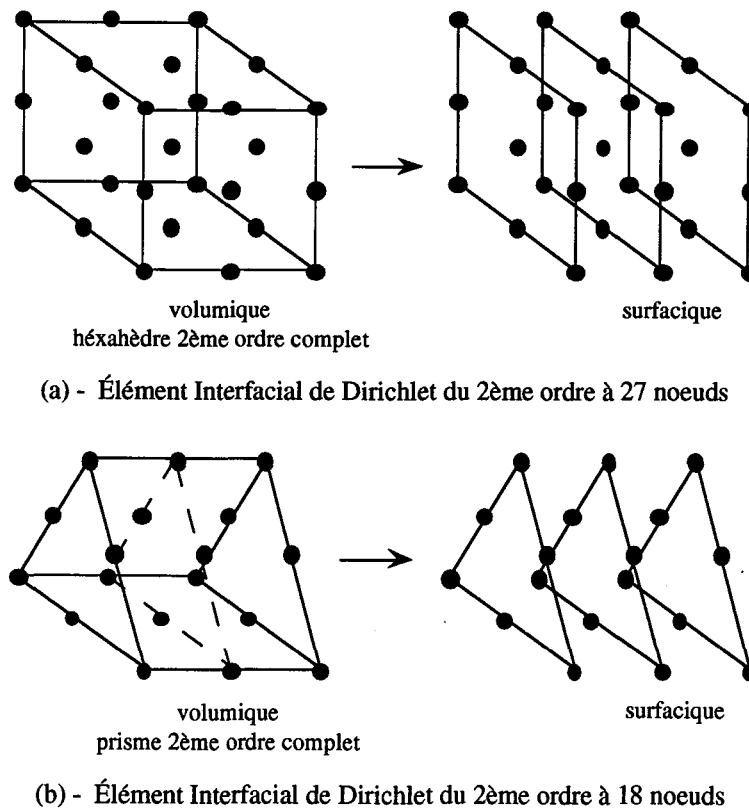 volumique
héxahèdre 2ème ordre complet
surfacique
(a) - Élément Interfacial de Dirichlet du 2ème ordre à 27 noeuds
volumique
prisme 2ème ordre complet
surfacique
(b) - Élément Interfacial de Dirichlet du 2ème ordre à 18 noeuds